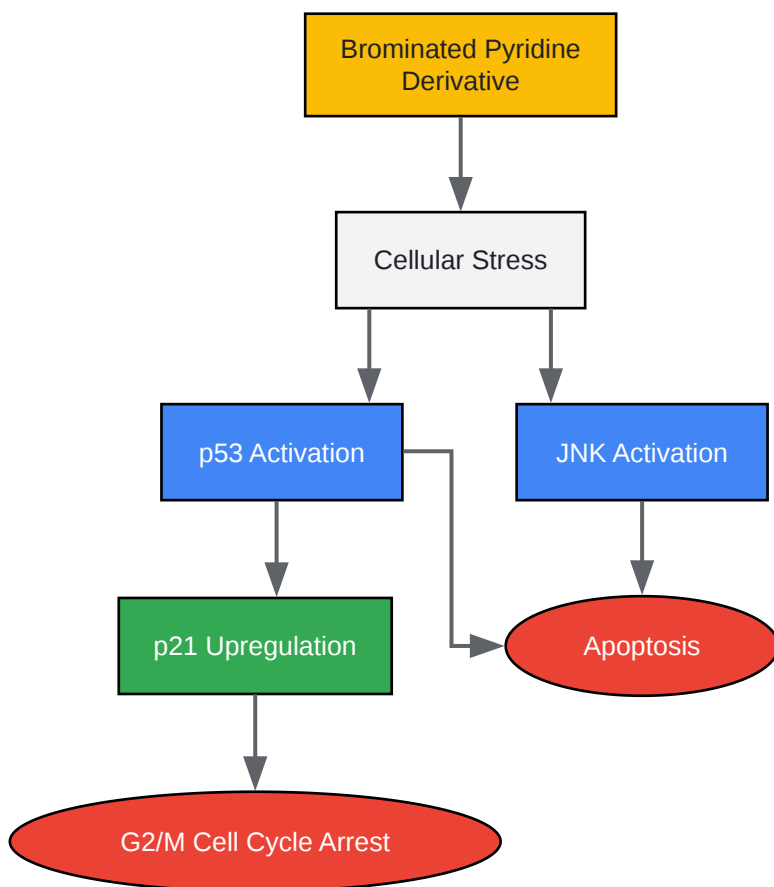 Brominated Pyridine
Derivative
Cellular Stress
p53 Activation
JNK Activation
p21 Upregulation
Apoptosis
G2/M Cell Cycle Arrest